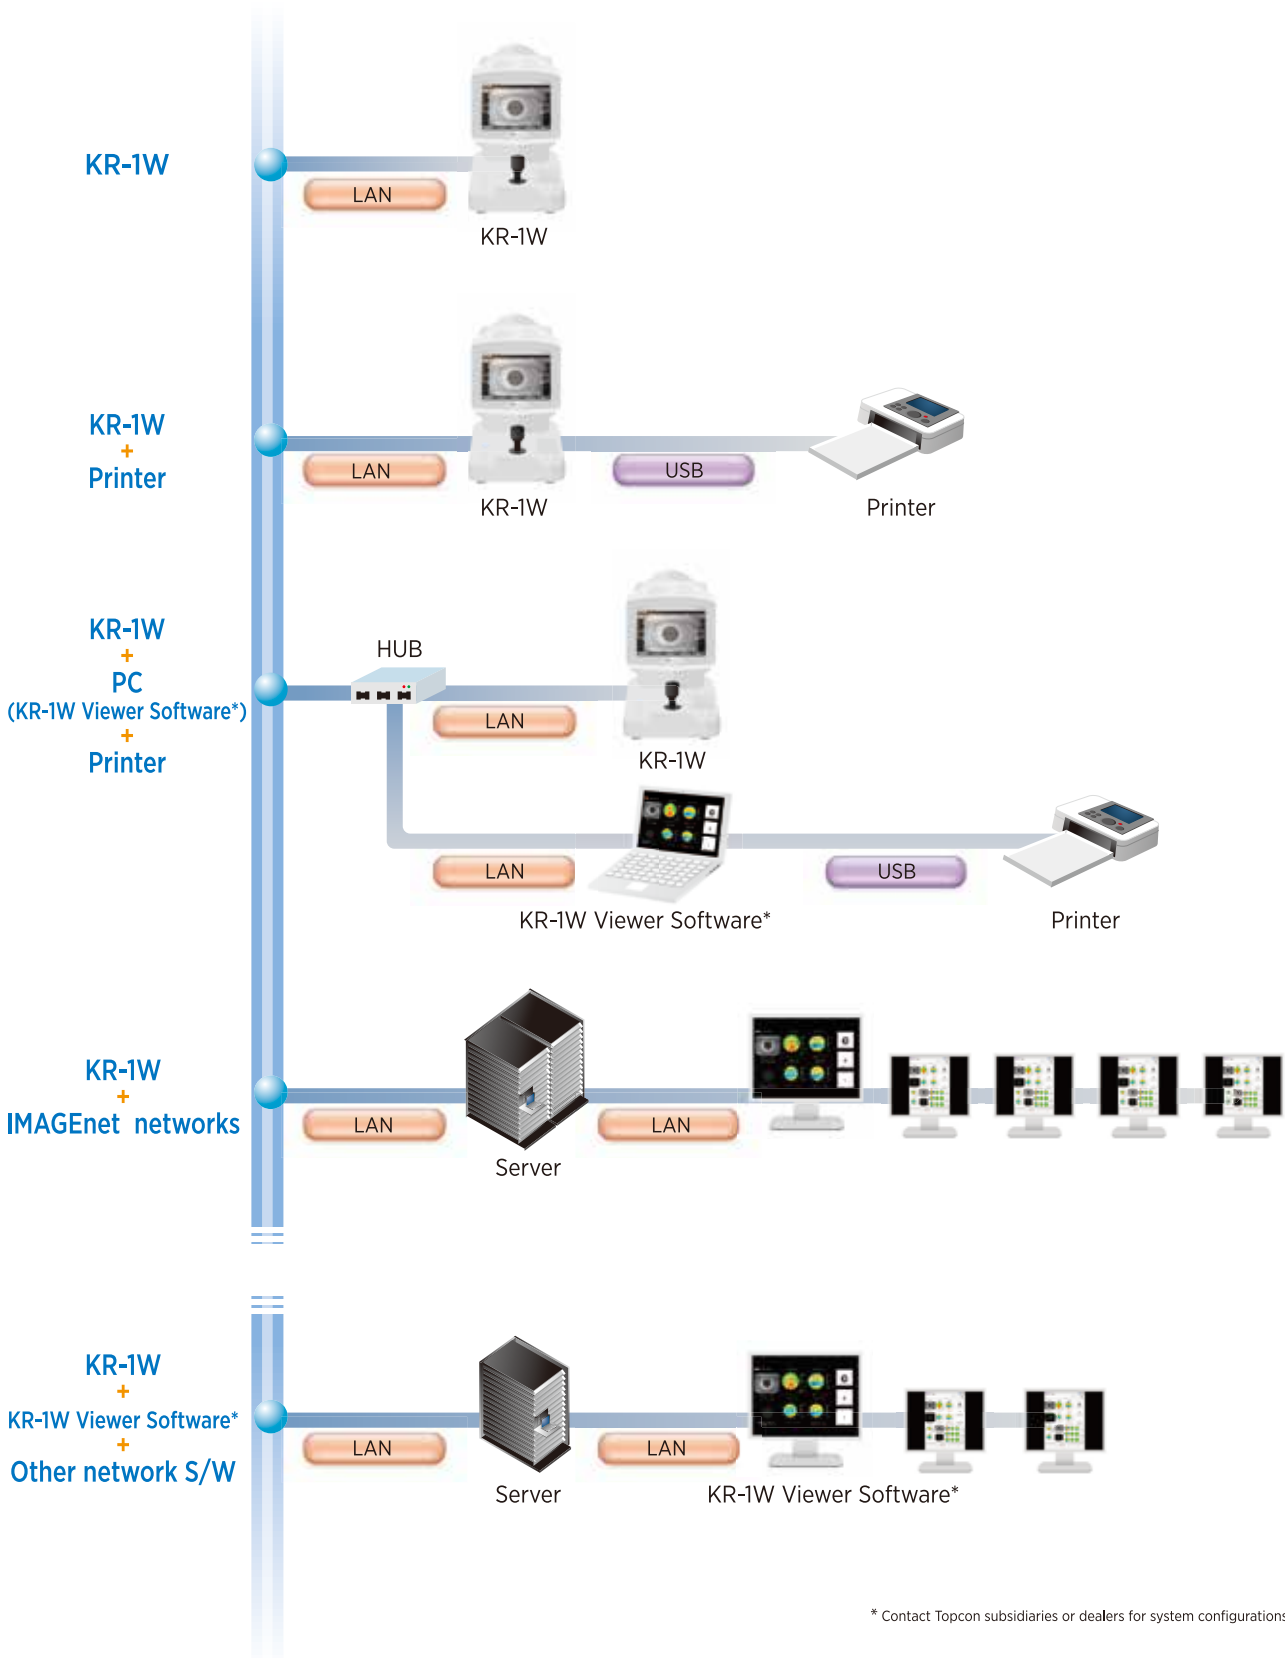 KR-1W
LAN
KR-1W
KR-1W
+
Printer
LAN
KR-1W
USB
Printer
KR-1W
+
PC
(KR-1W Viewer Software*)
+
Printer
HUB
LAN
KR-1W
LAN
KR-1W Viewer Software*
USB
Printer
KR-1W
+
IMAGEnet networks
LAN
Server
LAN
KR-1W
+
KR-1W Viewer Software*
+
Other network S/W
LAN
Server
LAN
KR-1W Viewer Software*
* Contact Topcon subsidiaries or dealers for system configurations